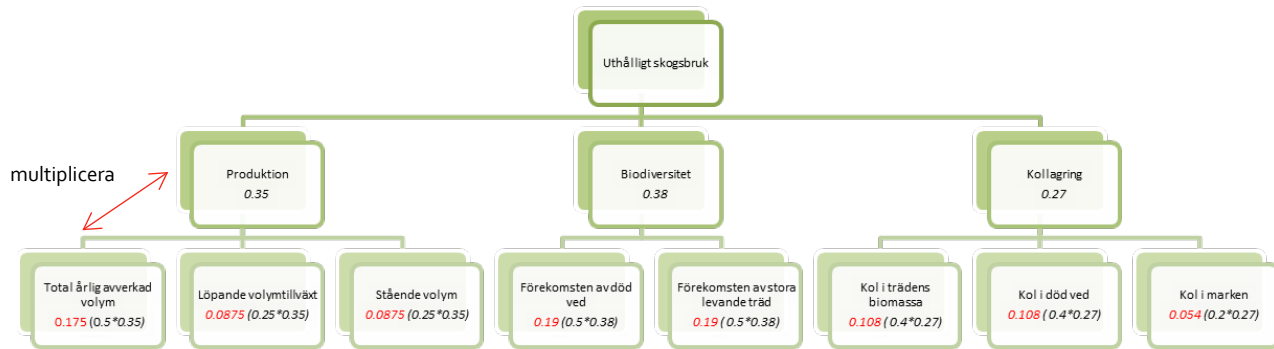 Uthålligt skogsbruk
multiplicera
Produktion
0.35
Biodiversitet
0.38
Kollagring
0.27
Total årlig avverkad
volym
0.175 (0.5*0.35)
Löpande volymtillväxt
0.0875 (0.25*0.35)
Stående volym
0.0875 (0.25*0.35)
Förekomsten av död
ved
0.19 (0.5*0.38)
Förekomsten av stora
levande träd
0.19 ( 0.5*0.38)
Kol i trädens
biomassa
0.108 ( 0.4*0.27)
Kol i död ved
0.108 ( 0.4*0.27)
Kol i marken
0.054 ( 0.2*0.27)